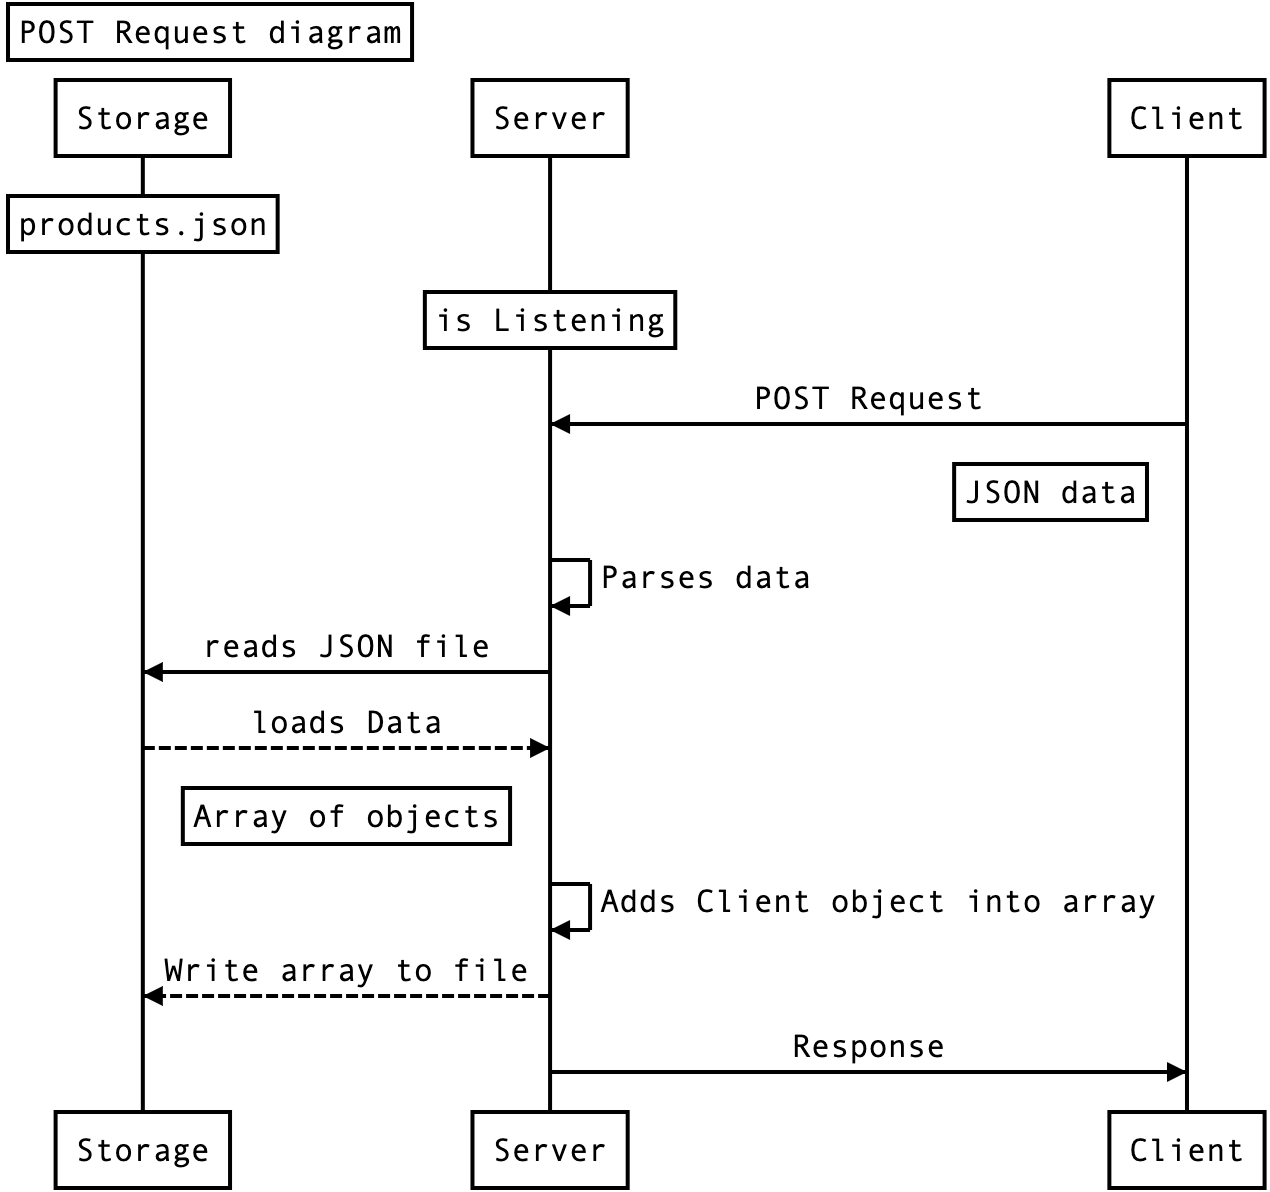 POST Request diagram
Storage
Server
Client
products.json
is Listening
POST Request
JSON data
Parses data
reads JSON file
loads Data
Array of objects
Adds Client object into array
Write array to file
Response
Storage
Server
Client